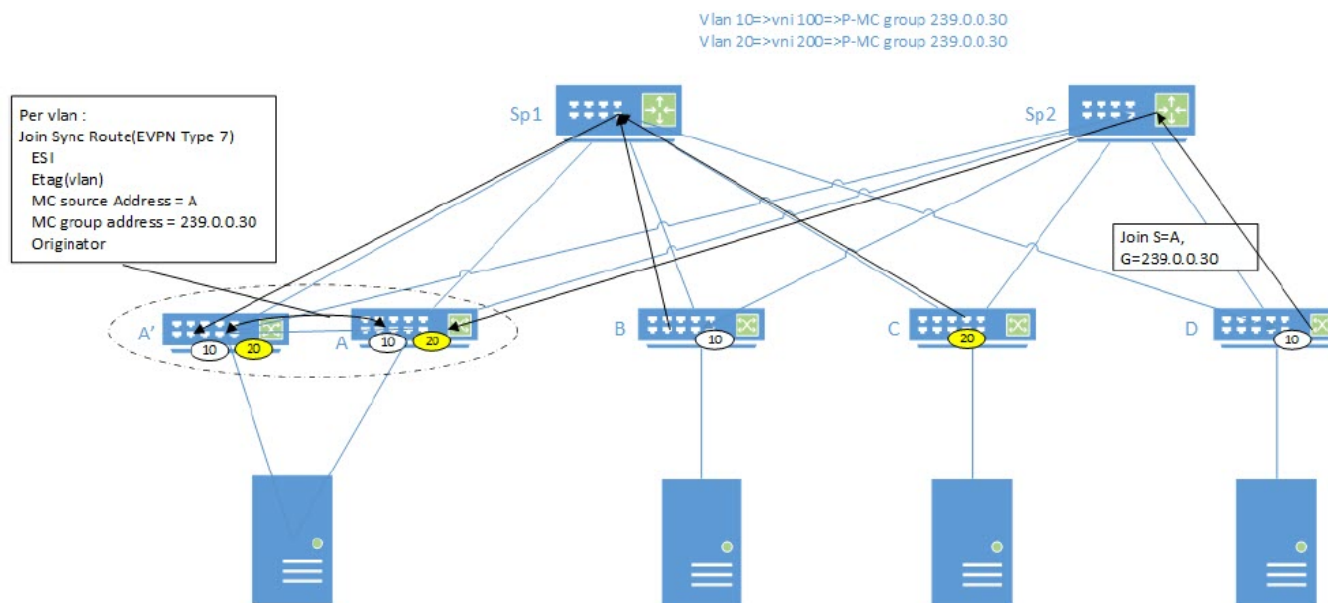 Vlan 10=>vni 100=>P-MC group 239.0.0.30
Vlan 20=>vni 200=>P-MC group 239.0.0.30
Per vlan :
Join Sync Route(EVPN Type 7)
ESI
Etag(vlan)
MC source Address = A
MC group address = 239.0.0.30
Originator
Sp1
Sp2
Join S=A,
G=239.0.0.30
A'
10
20
A
10
20
B
10
C
20
D
10